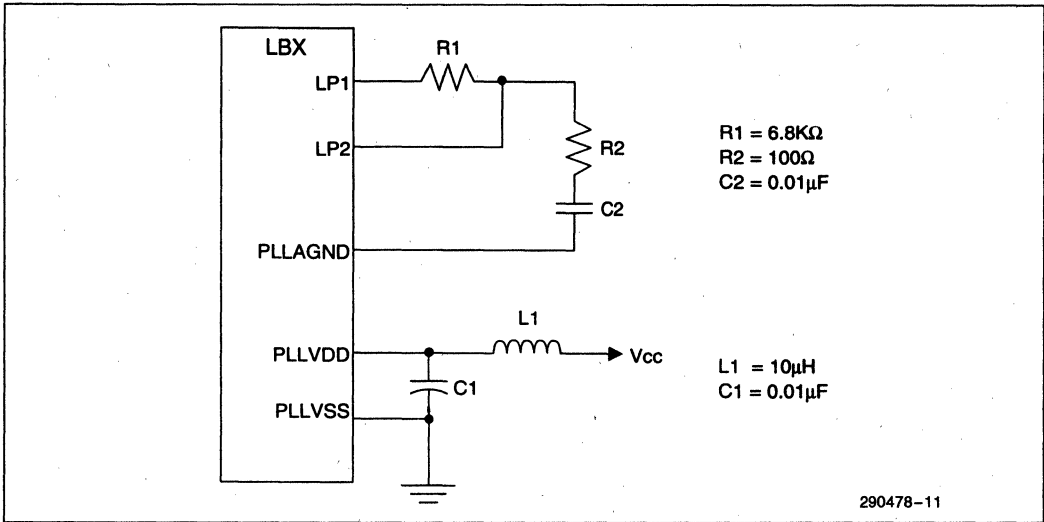 LBX
LP1
R1
LP2
R2
C2
PLLAGND
R1 = 6.8KΩ
R2 = 100Ω
C2 = 0.01μF
L1
PLLVDD
Vcc
C1
PLLVSS
L1 = 10μH
C1 = 0.01μF
290478-11